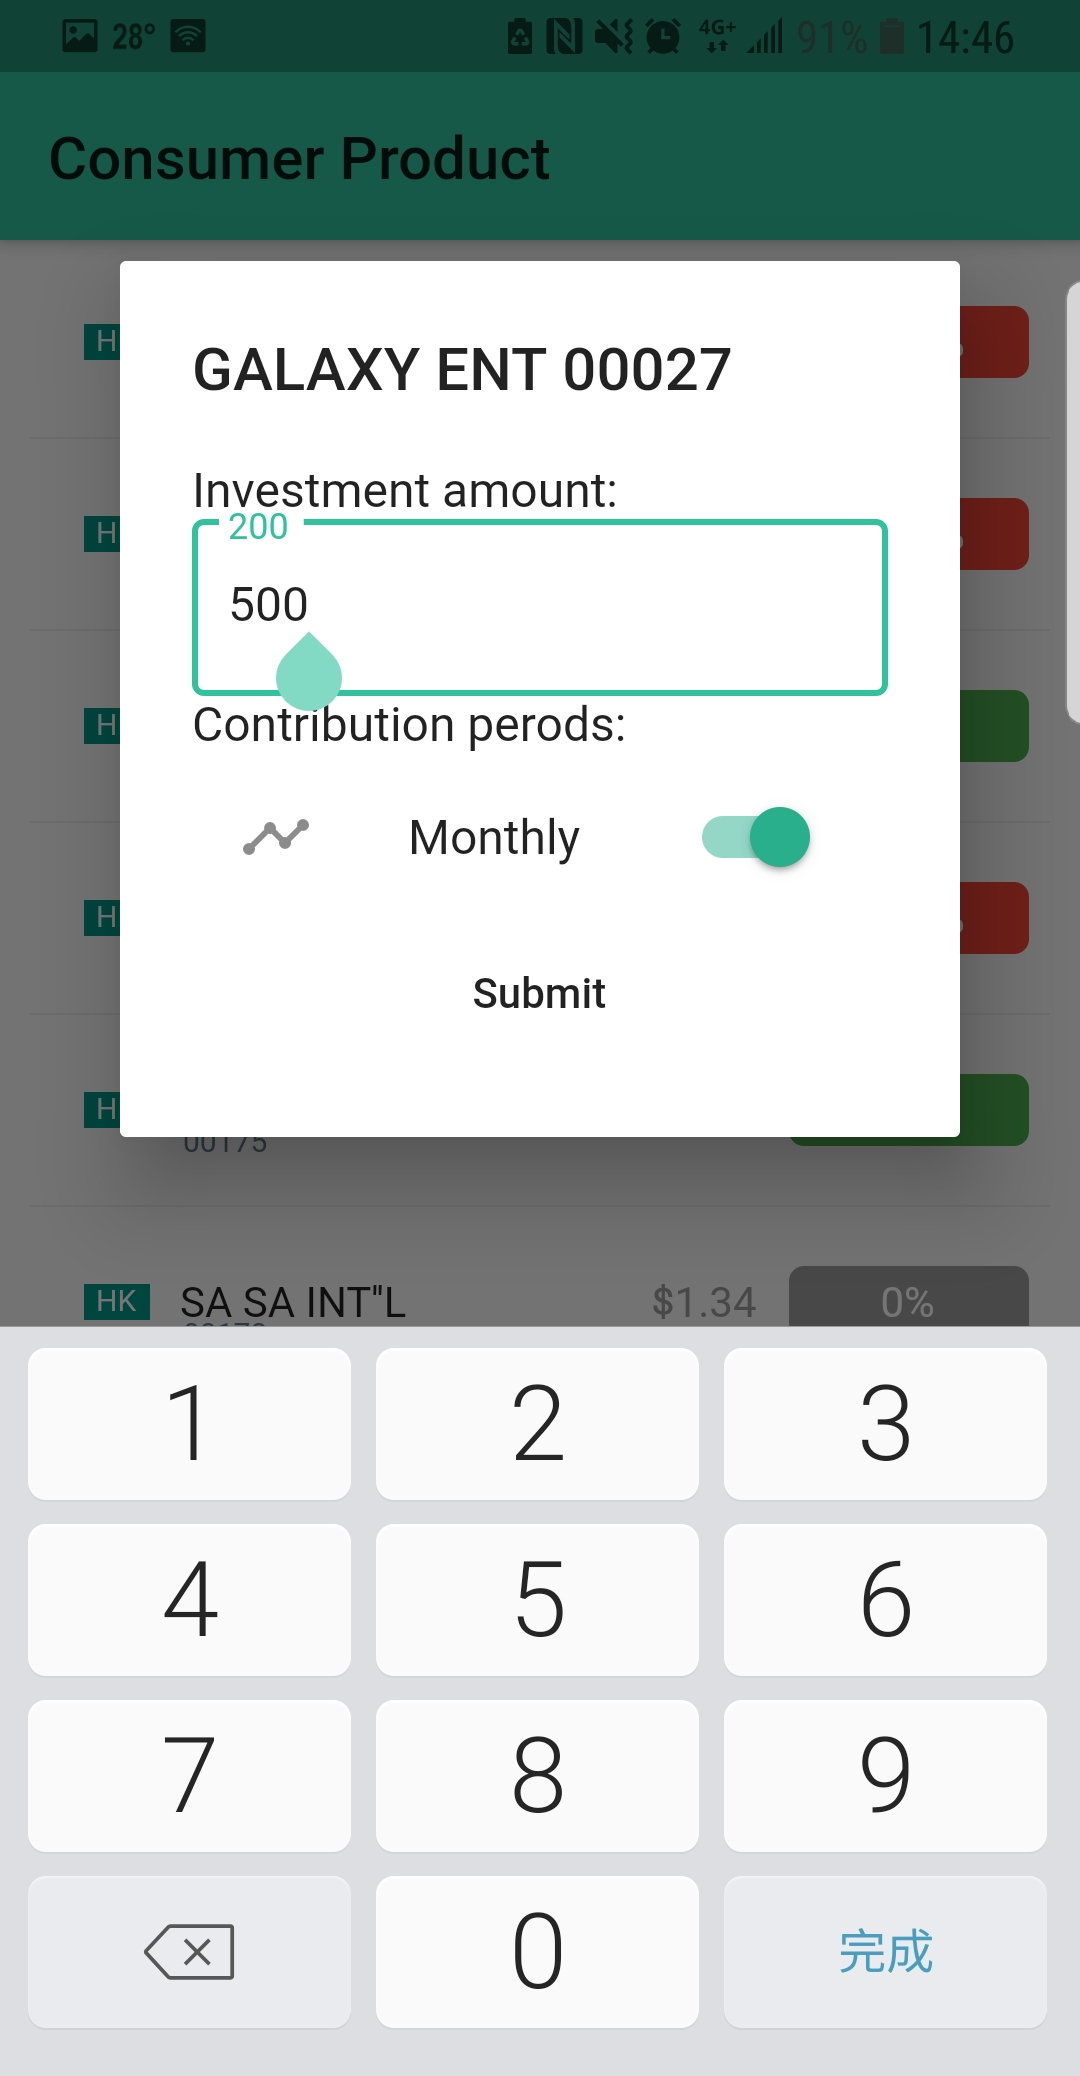 28° 4G+ 91% 14:46
Consumer Product
H
GALAXY ENT 00027
H
Investment amount:
200
500
H
Contribution perods:
H
Monthly
Submit
H
00175
HK SA SA INT"L $1.34 0%
1 2 3
4 5 6
7 8 9
0 完成